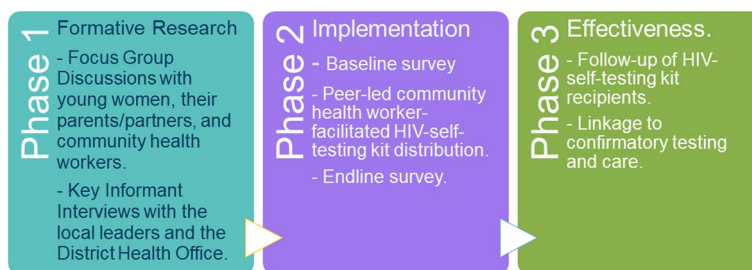 Phase 1
Formative Research
- Focus Group
Discussions with
young women, their
parents/partners, and
community health
workers.
- Key Informant
Interviews with the
local leaders and the
District Health Office.
Phase 2
Implementation
- Baseline survey
- Peer-led community
health worker-
facilitated HIV-self-
testing kit distribution.
- Endline survey.
Phase 3
Effectiveness.
- Follow-up of HIV-
self-testing kit
recipients.
- Linkage to
confirmatory testing
and care.